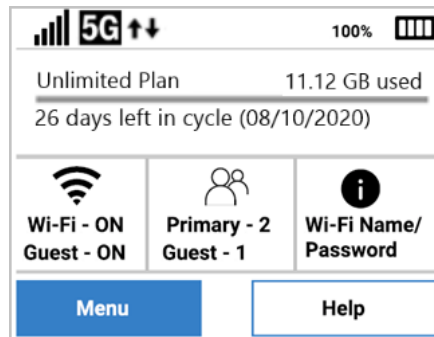 5G 100%
Unlimited Plan 11.12 GB used
26 days left in cycle (08/10/2020)
Wi-Fi - ON Primary - 2 Wi-Fi Name/
Guest - ON Guest - 1 Password
Menu Help